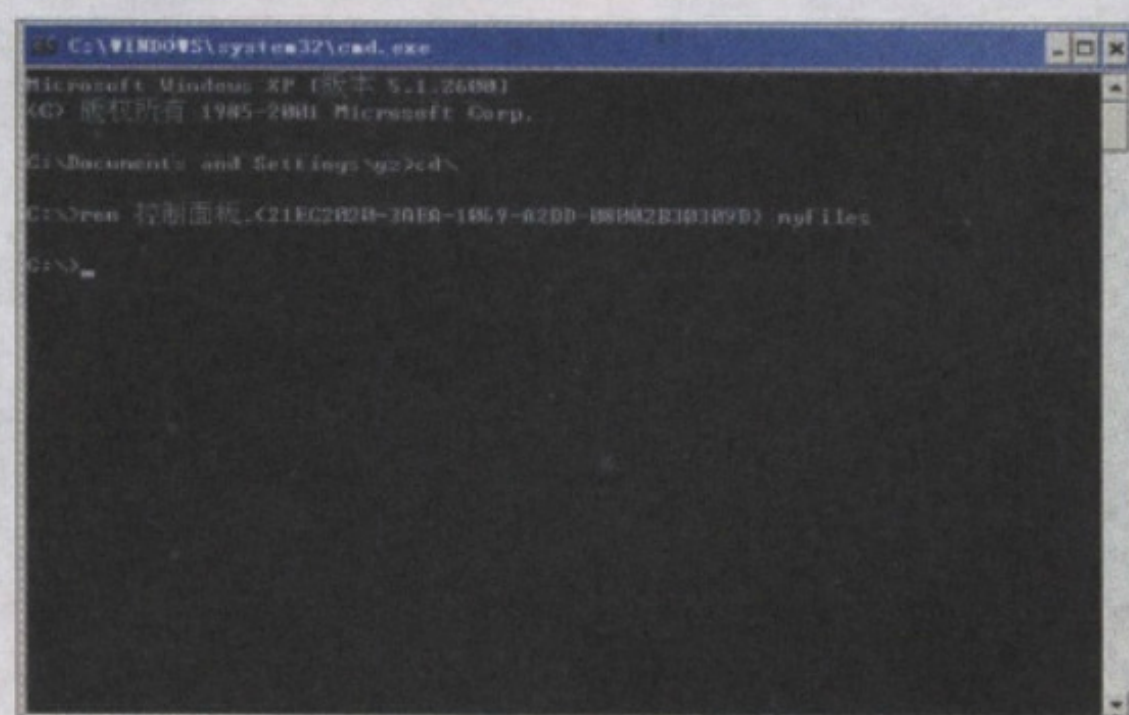 C:\WINDOWS\system32\cmd.exe
Microsoft Windows XP [版本 5.1.2600]
(C) 版权所有 1985-2001 Microsoft Corp.
C:\Documents and Settings\gz>cd\
C:\>ren 控制面板.{21EC2020-3AEA-1069-A2DD-08002B30309D} myfiles
C:\>_